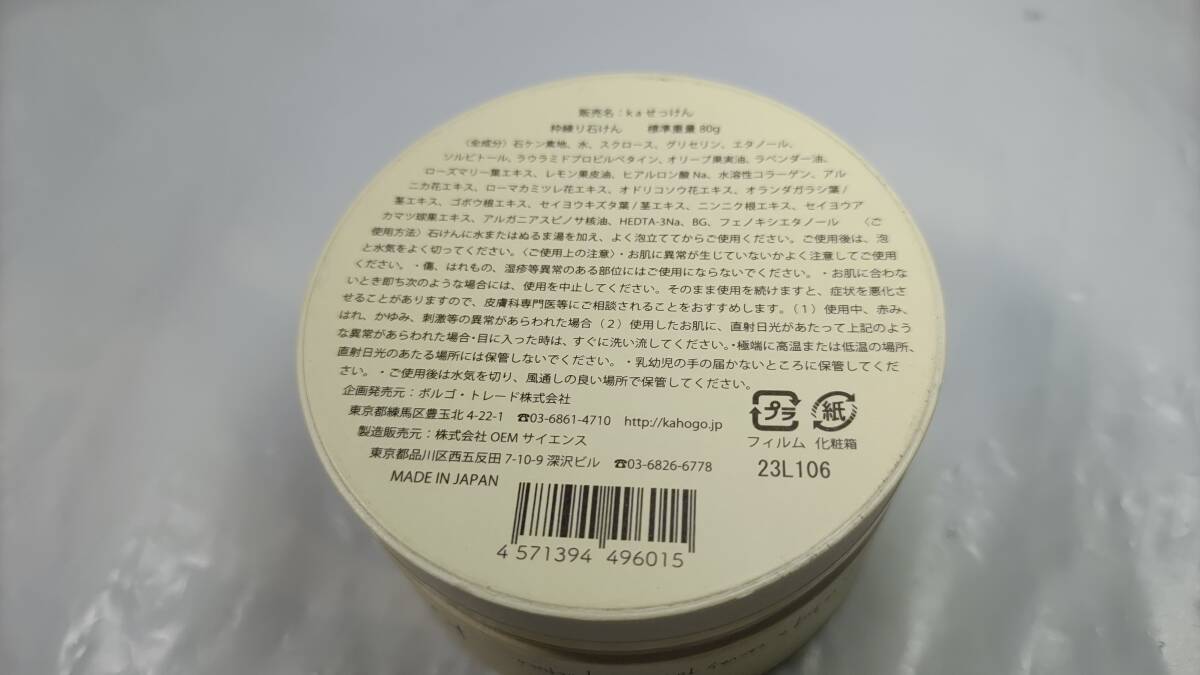 販売名：kaせっけん
枠練り石けん　標準重量 80g
〈全成分〉石ケン素地、水、スクロース、グリセリン、エタノール、
ソルビトール、ラウラミドプロピルベタイン、オリーブ果実油、ラベンダー油、
ローズマリー葉エキス、レモン果皮油、ヒアルロン酸Na、水溶性コラーゲン、アル
ニカ花エキス、ローマカミツレ花エキス、オドリコソウ花エキス、オランダガラシ葉/
茎エキス、ゴボウ根エキス、セイヨウキズタ葉/茎エキス、ニンニク根エキス、セイヨウア
カマツ球果エキス、アルガニアスピノサ核油、HEDTA-3Na、BG、フェノキシエタノール　〈ご
使用方法〉石けんに水またはぬるま湯を加え、よく泡立ててからご使用ください。ご使用後は、泡
と水気をよく切ってください。〈ご使用上の注意〉・お肌に異常が生じていないかよく注意してご使用
ください。・傷、はれもの、湿疹等異常のある部位にはご使用にならないでください。・お肌に合わな
いとき即ち次のような場合には、使用を中止してください。そのまま使用を続けますと、症状を悪化さ
せることがありますので、皮膚科専門医等にご相談されることをおすすめします。（1）使用中、赤み、
はれ、かゆみ、刺激等の異常があらわれた場合（2）使用したお肌に、直射日光があたって上記のよう
な異常があらわれた場合・目に入った時は、すぐに洗い流してください。・極端に高温または低温の場所、
直射日光のあたる場所には保管しないでください。・乳幼児の手の届かないところに保管してくだ
さい。・ご使用後は水気を切り、風通しの良い場所で保管してください。
企画発売元：ボルゴ・トレード株式会社
東京都練馬区豊玉北4-22-1　☎03-6861-4710　http://kahogo.jp
製造販売元：株式会社OEMサイエンス
東京都品川区西五反田7-10-9深沢ビル　☎03-6826-6778
MADE IN JAPAN
プラ 紙
フィルム 化粧箱
23L106
4 571394 496015